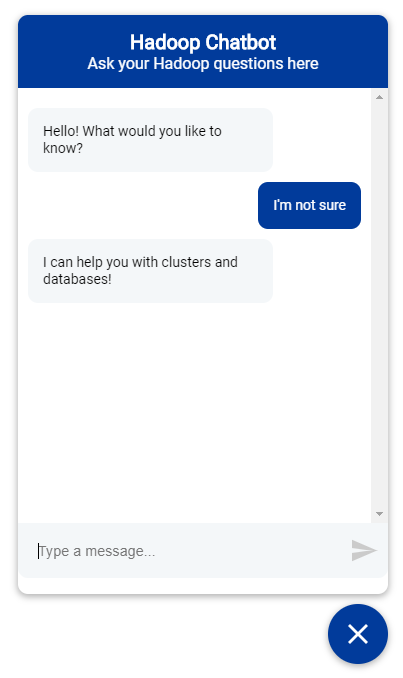 Hadoop Chatbot
Ask your Hadoop questions here
Hello! What would you like to
know?
I'm not sure
I can help you with clusters and
databases!
Type a message...